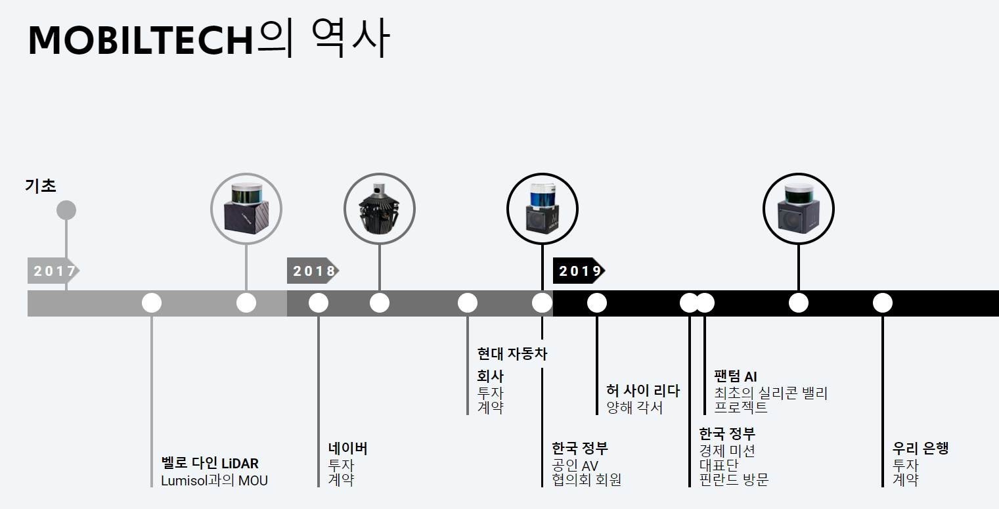 MOBILTECH의 역사
기초
2017
2018
2019
벨로 다인 LiDAR
Lumisol과의 MOU
네이버
투자
계약
현대 자동차
회사
투자
계약
한국 정부
공인 AV
협의회 회원
허 사이 리다
양해 각서
한국 정부
경제 미션
대표단
핀란드 방문
팬텀 AI
최초의 실리콘 밸리
프로젝트
우리 은행
투자
계약